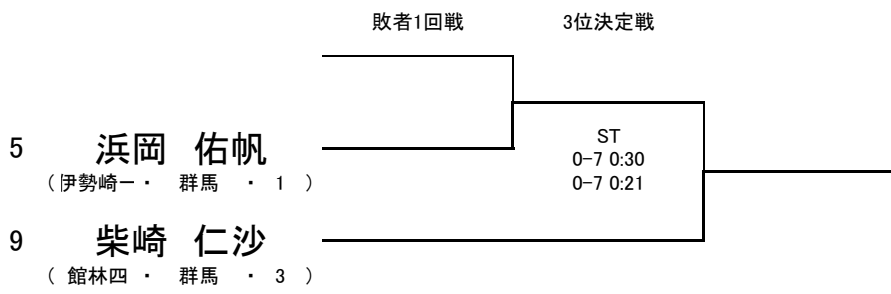 敗者1回戦 3位決定戦
5 浜岡 佑帆
（伊勢崎一・ 群馬 ・ 1 ）
ST
0-7 0:30
0-7 0:21
9 柴崎 仁沙
（ 館林四 ・ 群馬 ・ 3 ）